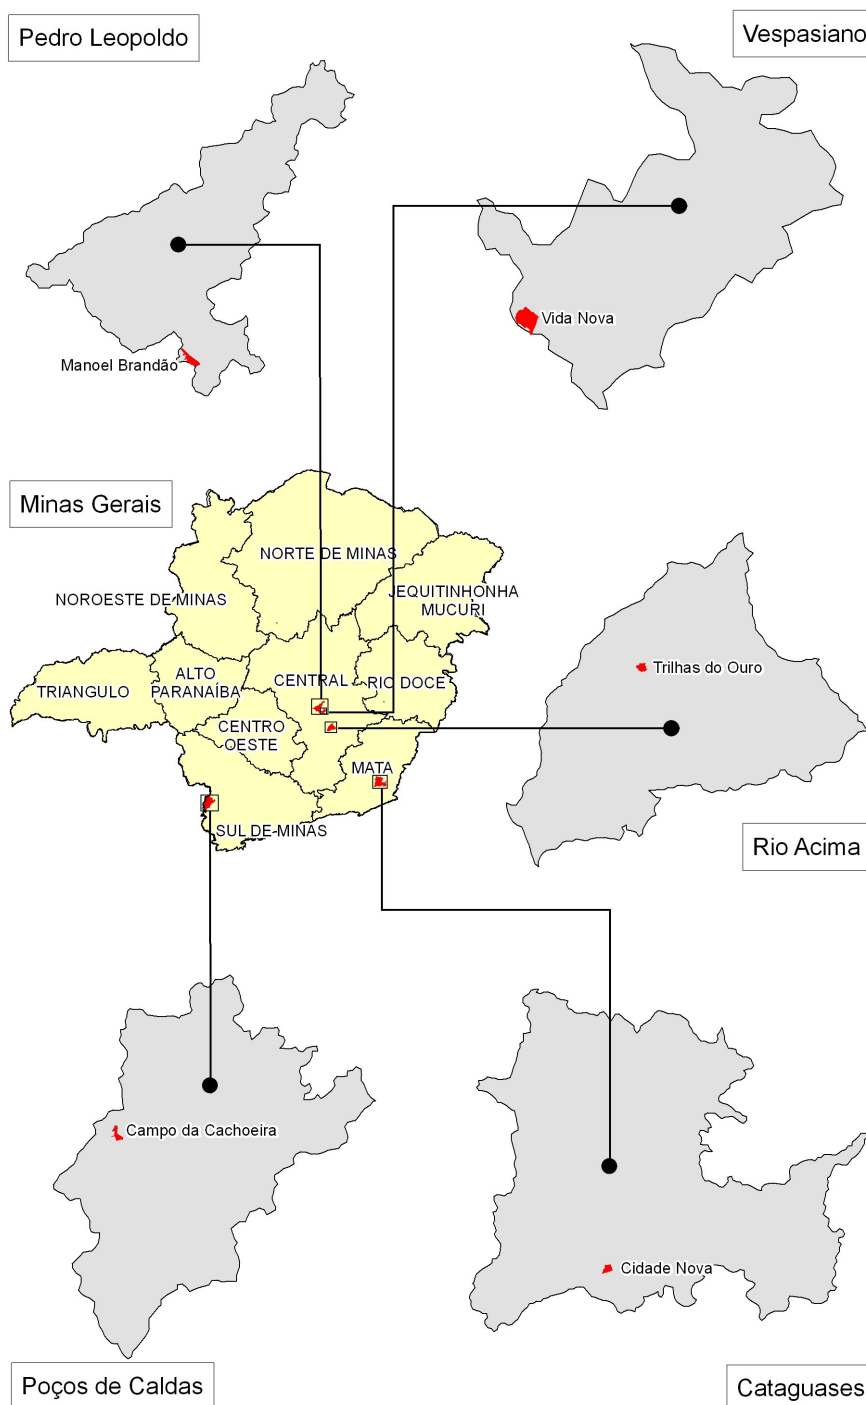 Pedro Leopoldo
Vespasiano
Vida Nova
Manoel Brandão
Minas Gerais
NORTE DE MINAS
JEQUITINHONHA
MUCURI
NOROESTE DE MINAS
TRIANGULO
ALTO
PARANAÍBA
CENTRAL
RIO DOCE
CENTRO
OESTE
MATA
SUL DE MINAS
Trilhas do Ouro
Rio Acima
Campo da Cachoeira
Cidade Nova
Poços de Caldas
Cataguases